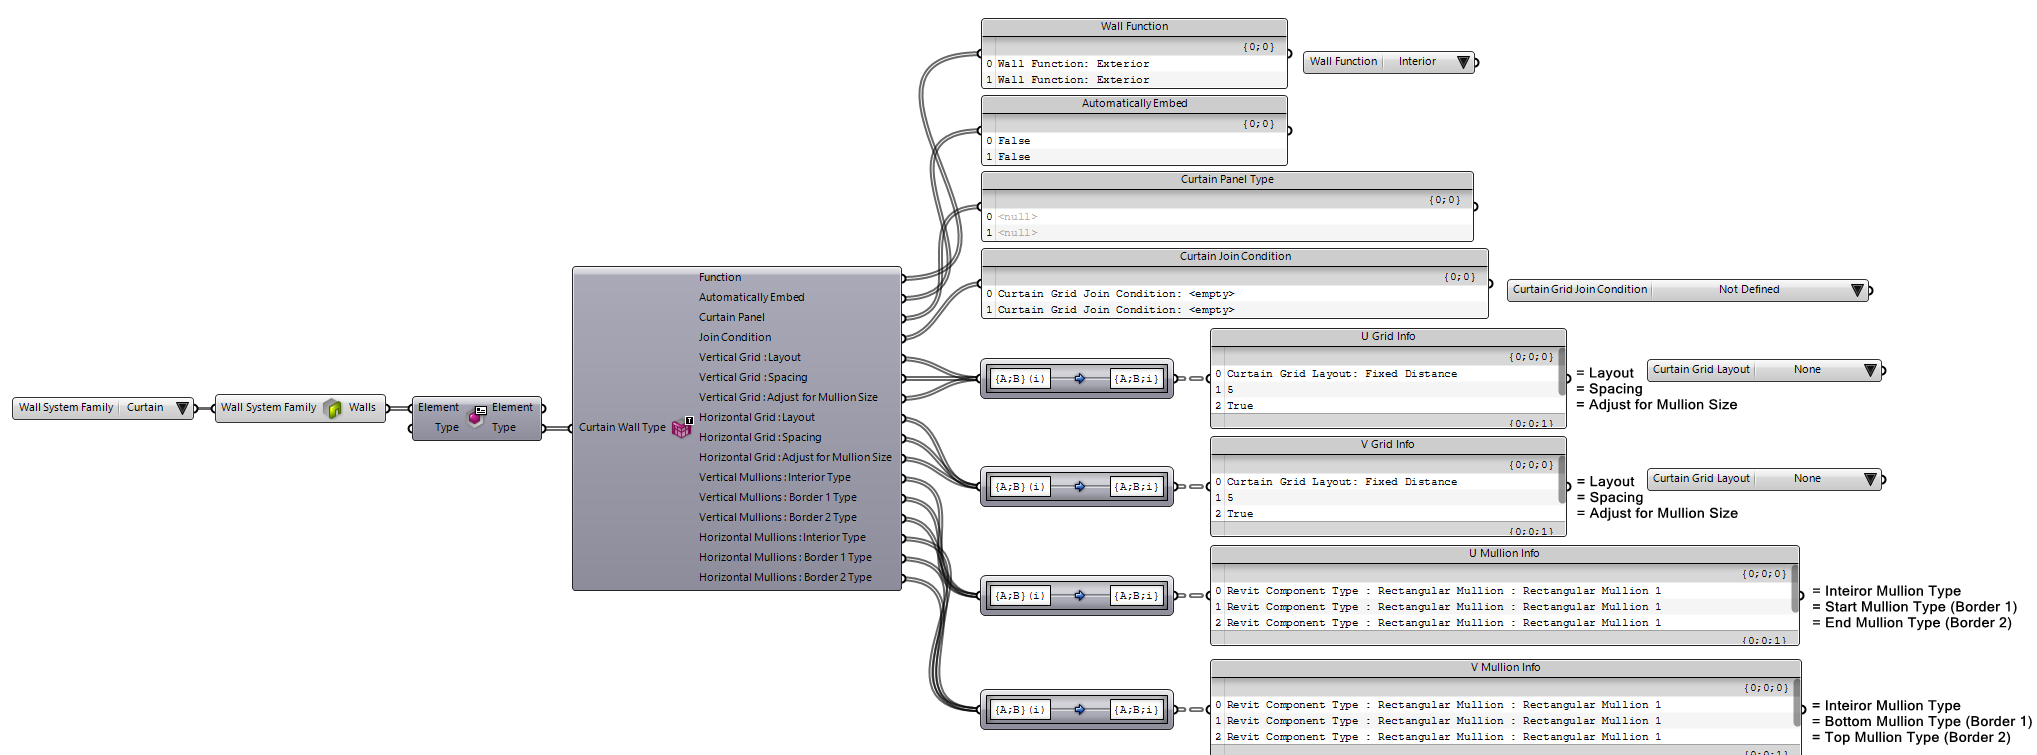 Wall System Family Curtain
Wall System Family Walls
Element Element
Type Type
Curtain Wall Type
Function
Automatically Embed
Curtain Panel
Join Condition
Vertical Grid : Layout
Vertical Grid : Spacing
Vertical Grid : Adjust for Mullion Size
Horizontal Grid : Layout
Horizontal Grid : Spacing
Horizontal Grid : Adjust for Mullion Size
Vertical Mullions : Interior Type
Vertical Mullions : Border 1 Type
Vertical Mullions : Border 2 Type
Horizontal Mullions : Interior Type
Horizontal Mullions : Border 1 Type
Horizontal Mullions : Border 2 Type
Wall Function
{0;0}
0 Wall Function: Exterior
1 Wall Function: Exterior
Wall Function Interior
Automatically Embed
{0;0}
0 False
1 False
Curtain Panel Type
{0;0}
0 <null>
1 <null>
Curtain Join Condition
{0;0}
0 Curtain Grid Join Condition: <empty>
1 Curtain Grid Join Condition: <empty>
Curtain Grid Join Condition Not Defined
{A;B}(i) {A;B;i}
U Grid Info
{0;0;0}
0 Curtain Grid Layout: Fixed Distance
1 5
2 True
{0;0;1}
= Layout
= Spacing
= Adjust for Mullion Size
Curtain Grid Layout None
{A;B}(i) {A;B;i}
V Grid Info
{0;0;0}
0 Curtain Grid Layout: Fixed Distance
1 5
2 True
{0;0;1}
= Layout
= Spacing
= Adjust for Mullion Size
Curtain Grid Layout None
{A;B}(i) {A;B;i}
U Mullion Info
{0;0;0}
0 Revit Component Type : Rectangular Mullion : Rectangular Mullion 1
1 Revit Component Type : Rectangular Mullion : Rectangular Mullion 1
2 Revit Component Type : Rectangular Mullion : Rectangular Mullion 1
{0;0;1}
= Inteiror Mullion Type
= Start Mullion Type (Border 1)
= End Mullion Type (Border 2)
{A;B}(i) {A;B;i}
V Mullion Info
{0;0;0}
0 Revit Component Type : Rectangular Mullion : Rectangular Mullion 1
1 Revit Component Type : Rectangular Mullion : Rectangular Mullion 1
2 Revit Component Type : Rectangular Mullion : Rectangular Mullion 1
{0;0;1}
= Inteiror Mullion Type
= Bottom Mullion Type (Border 1)
= Top Mullion Type (Border 2)